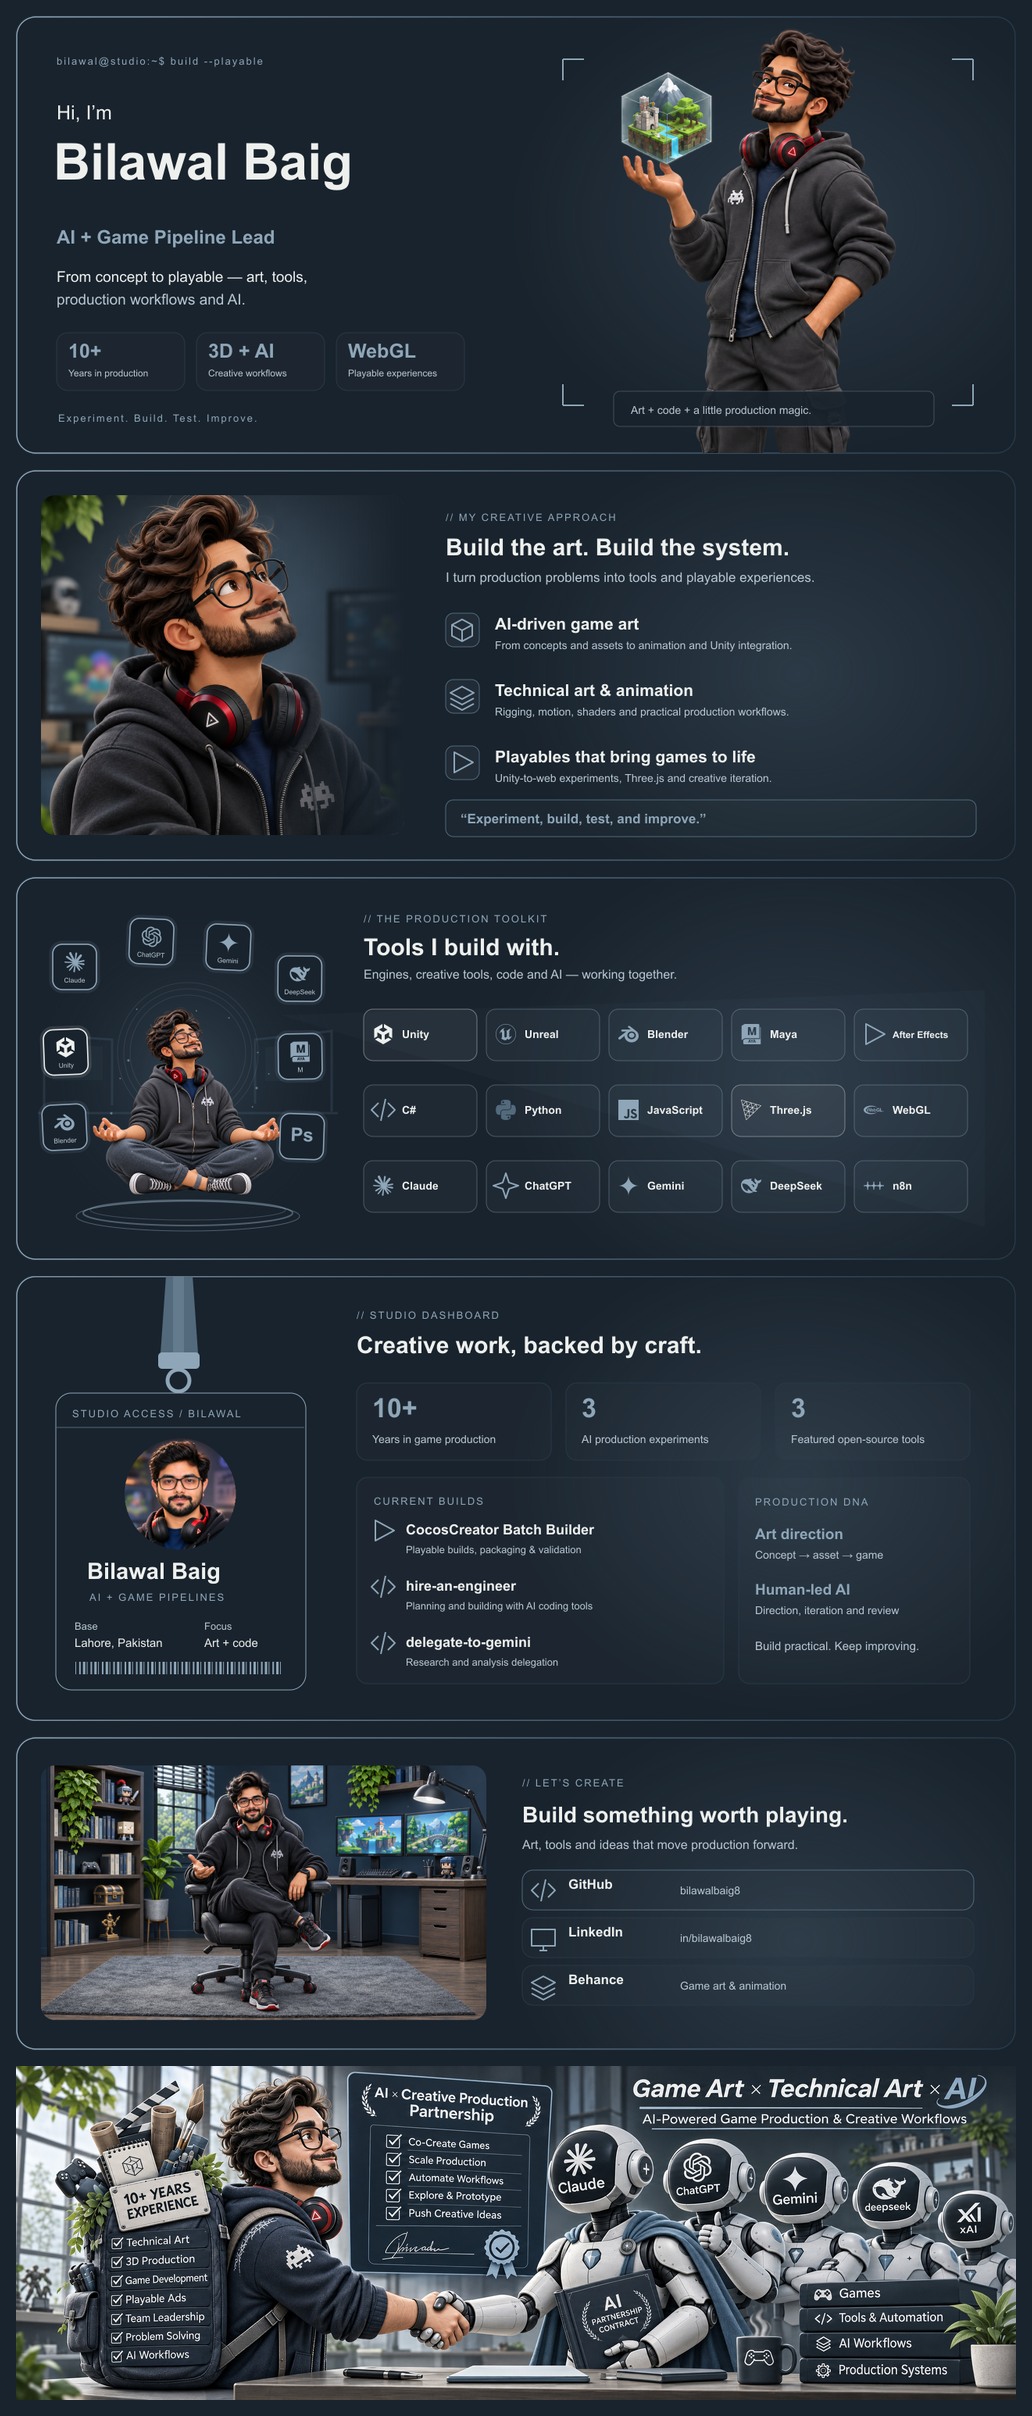 bilawal@studio:~$ build --playable
Hi, I'm
Bilawal Baig
AI + Game Pipeline Lead
From concept to playable — art, tools,
production workflows and AI.
10+
Years in production
3D + AI
Creative workflows
WebGL
Playable experiences
Experiment. Build. Test. Improve.
Art + code + a little production magic.
// MY CREATIVE APPROACH
Build the art. Build the system.
I turn production problems into tools and playable experiences.
AI-driven game art
From concepts and assets to animation and Unity integration.
Technical art & animation
Rigging, motion, shaders and practical production workflows.
Playables that bring games to life
Unity-to-web experiments, Three.js and creative iteration.
“Experiment, build, test, and improve.”
Claude
ChatGPT
Gemini
DeepSeek
Unity
M
M
Blender
Ps
// THE PRODUCTION TOOLKIT
Tools I build with.
Engines, creative tools, code and AI — working together.
Unity
Unreal
Blender
M
Maya
After Effects
C#
Python
JS
JavaScript
Three.js
WebGL
Claude
ChatGPT
Gemini
DeepSeek
n8n
STUDIO ACCESS / BILAWAL
Bilawal Baig
AI + GAME PIPELINES
Base
Lahore, Pakistan
Focus
Art + code
// STUDIO DASHBOARD
Creative work, backed by craft.
10+
Years in game production
3
AI production experiments
3
Featured open-source tools
CURRENT BUILDS
CocosCreator Batch Builder
Playable builds, packaging & validation
hire-an-engineer
Planning and building with AI coding tools
delegate-to-gemini
Research and analysis delegation
PRODUCTION DNA
Art direction
Concept → asset → game
Human-led AI
Direction, iteration and review
Build practical. Keep improving.
// LET'S CREATE
Build something worth playing.
Art, tools and ideas that move production forward.
GitHub
bilawalbaig8
LinkedIn
in/bilawalbaig8
Behance
Game art & animation
10+ YEARS
EXPERIENCE
Technical Art
3D Production
Game Development
Playable Ads
Team Leadership
Problem Solving
AI Workflows
AI × Creative Production
Partnership
Co-Create Games
Scale Production
Automate Workflows
Explore & Prototype
Push Creative Ideas
Game Art × Technical Art × AI
AI-Powered Game Production & Creative Workflows
Claude
ChatGPT
Gemini
deepseek
xAI
AI
PARTNERSHIP
CONTRACT
Games
Tools & Automation
AI Workflows
Production Systems